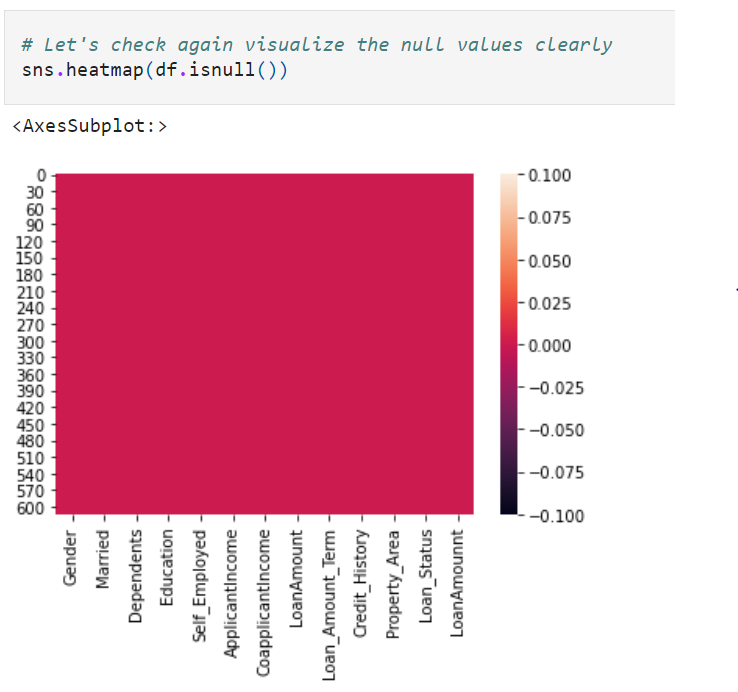 # Let's check again visualize the null values clearly
sns.heatmap(df.isnull())
<AxesSubplot:>
0
30
60
90
120
150
180
210
240
270
300
330
360
390
420
450
480
510
540
570
600
0.100
0.075
0.050
0.025
0.000
−0.025
−0.050
−0.075
−0.100
Gender
Married
Dependents
Education
Self_Employed
ApplicantIncome
CoapplicantIncome
LoanAmount
Loan_Amount_Term
Credit_History
Property_Area
Loan_Status
LoanAmounnt